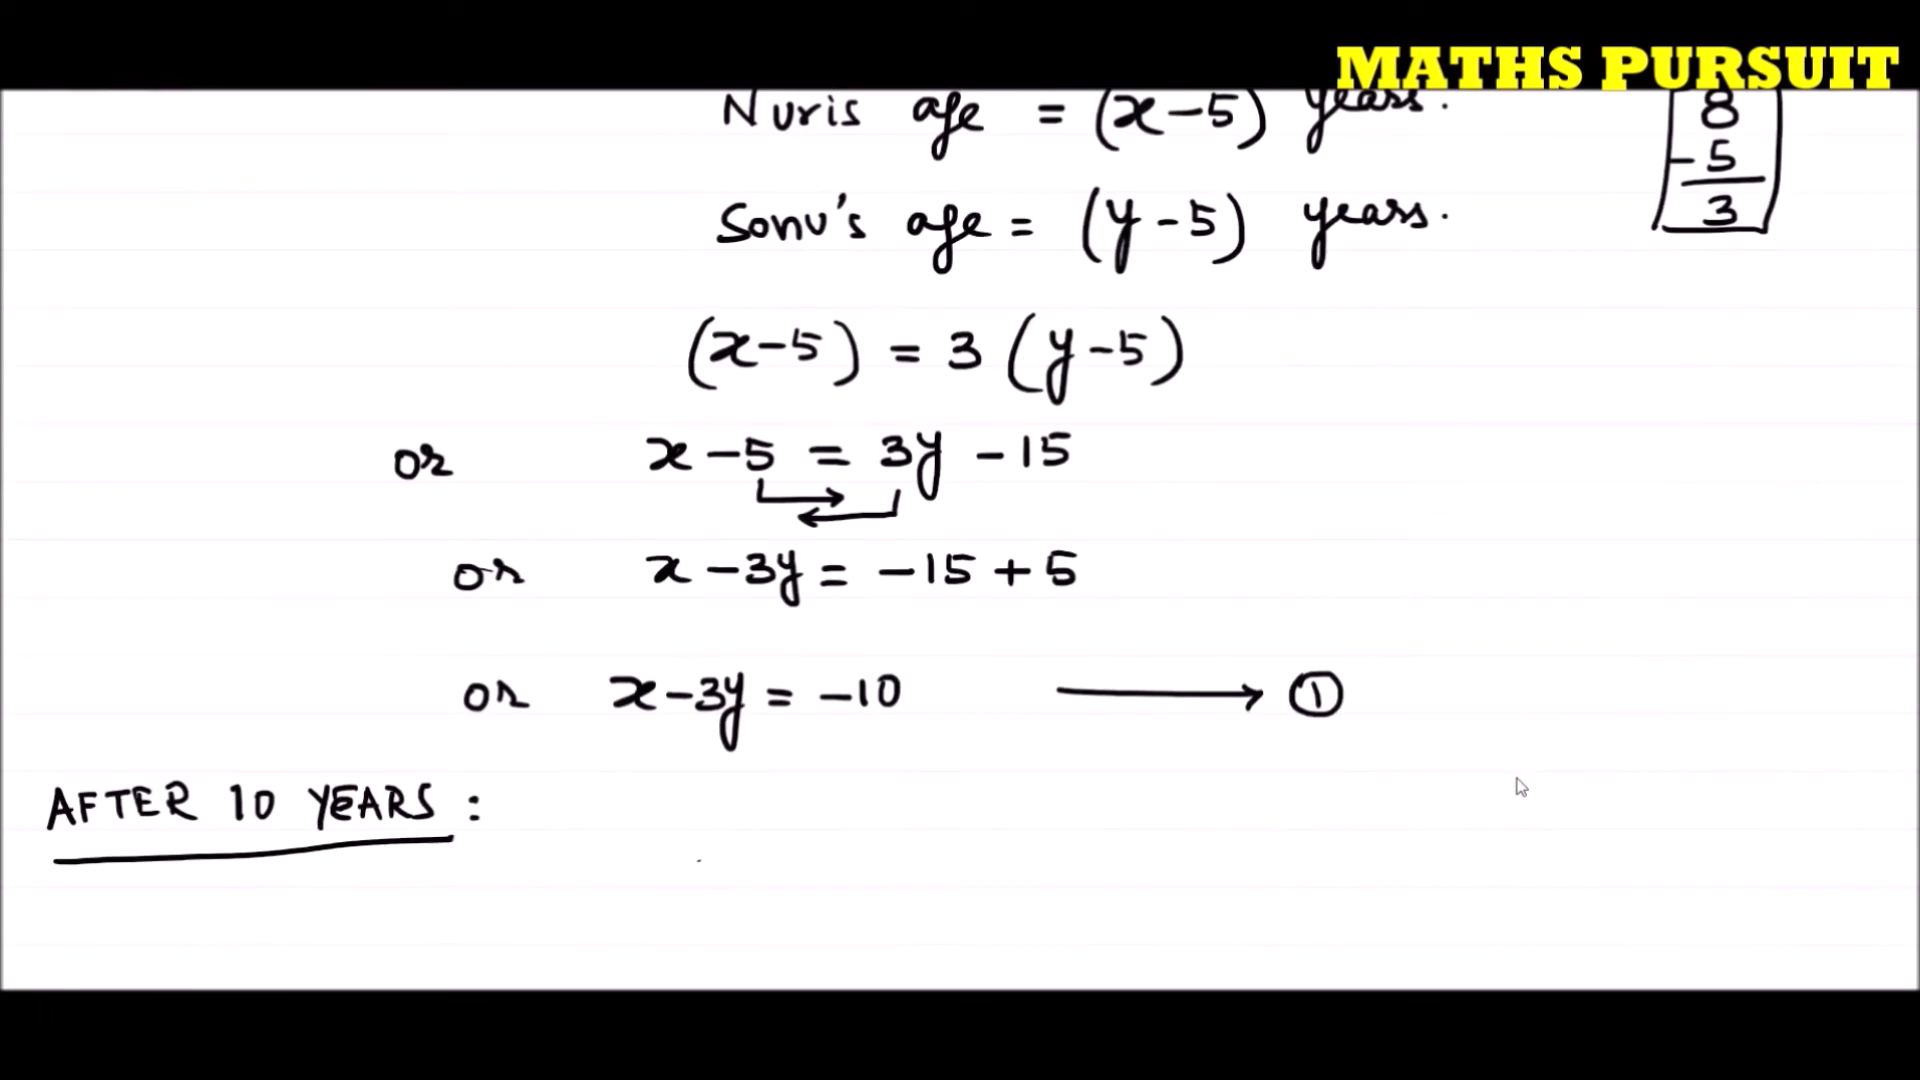 MATHS PURSUIT
Nuris age = (x-5) years.
8
-5
3
Sonu's age = (y-5) years.
(x-5) = 3 (y-5)
or x-5 = 3y -15
or x-3y = -15 + 5
or x-3y = -10 → ①
AFTER 10 YEARS :